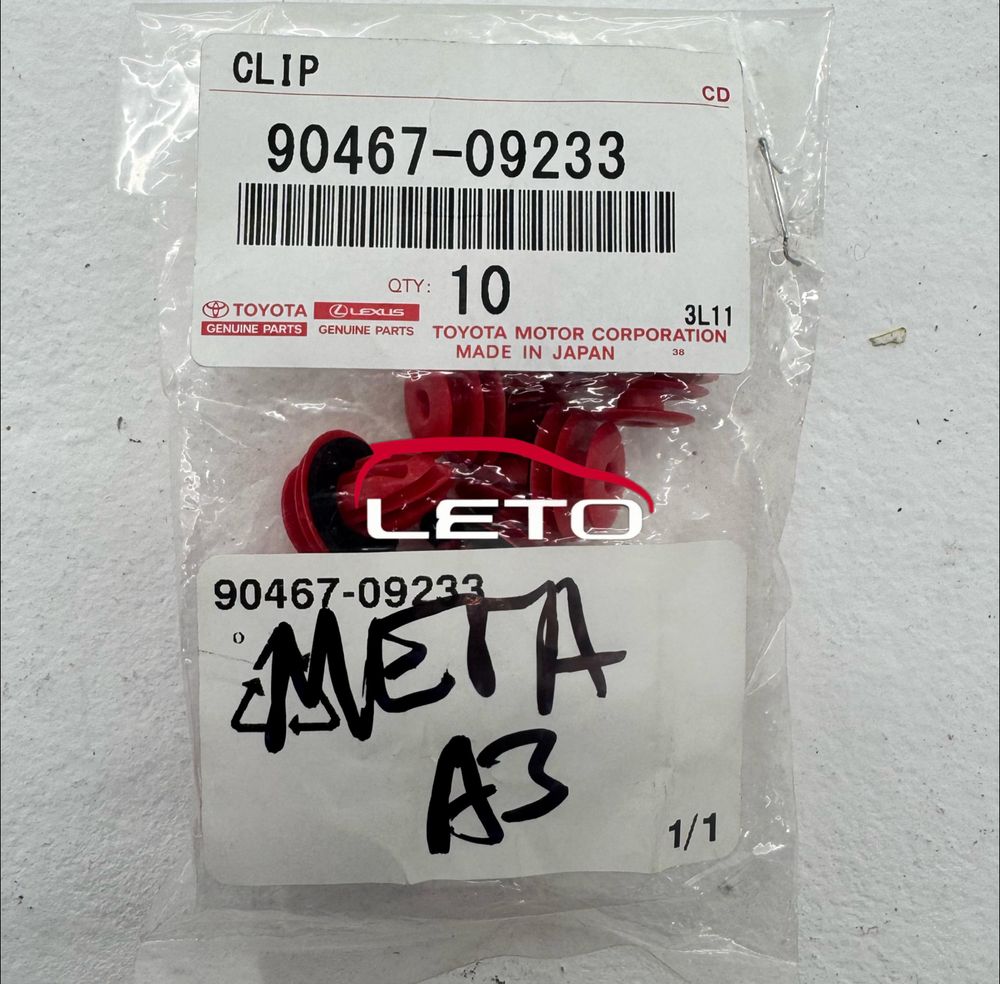 CLIP
CD
90467-09233
QTY: 10
3L11
TOYOTA LEXUS
GENUINE PARTS GENUINE PARTS
TOYOTA MOTOR CORPORATION
MADE IN JAPAN 38
LETO
90467-09233
META
A3
1/1